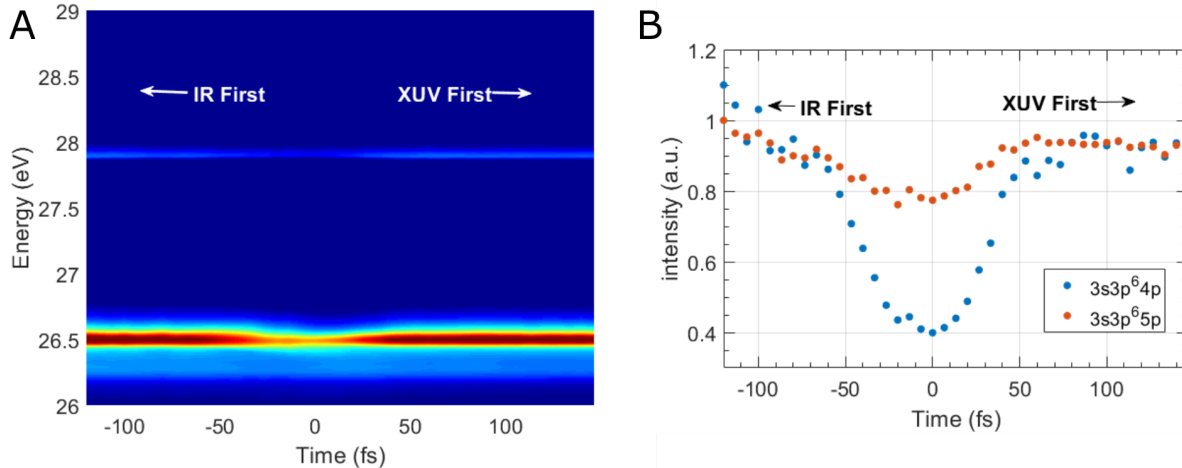 A
29
28.5
28
27.5
27
26.5
26
Energy (eV)
IR First
XUV First
-100
-50
0
50
100
Time (fs)
B
1.2
1
0.8
0.6
0.4
intensity (a.u.)
IR First
XUV First
3s3p⁶4p
3s3p⁶5p
-100
-50
0
50
100
Time (fs)